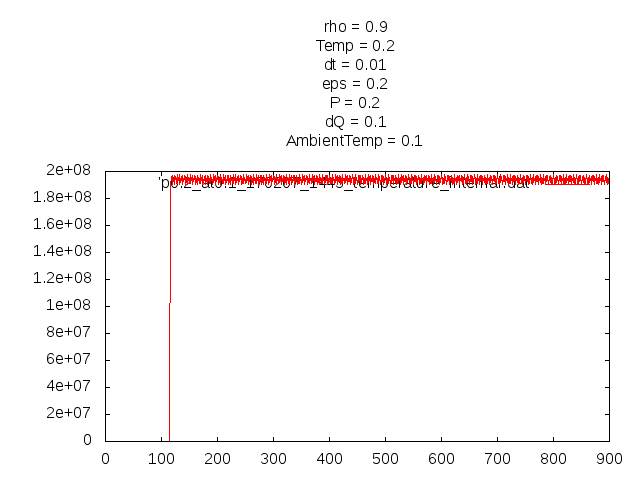 rho = 0.9
Temp = 0.2
dt = 0.01
eps = 0.2
P = 0.2
dQ = 0.1
AmbientTemp = 0.1
2e+08
1.8e+08
1.6e+08
1.4e+08
1.2e+08
1e+08
8e+07
6e+07
4e+07
2e+07
0
0 100 200 300 400 500 600 700 800 900